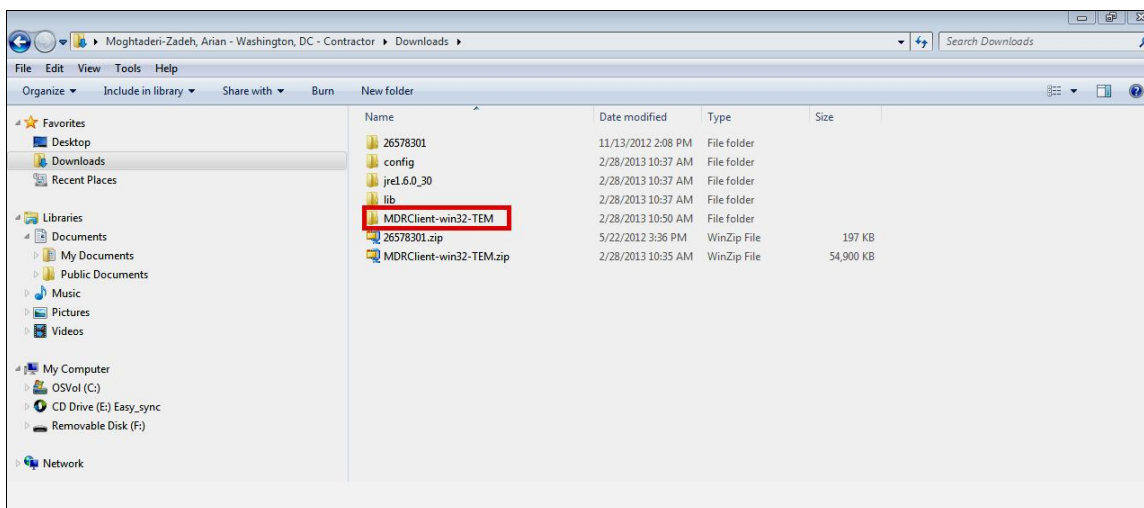 Moghtaderi-Zadeh, Arian - Washington, DC - Contractor ▸ Downloads ▸ Search Downloads
File Edit View Tools Help
Organize Include in library Share with Burn New folder
Name Date modified Type Size
Favorites
Desktop
Downloads
Recent Places
Libraries
Documents
My Documents
Public Documents
Music
Pictures
Videos
My Computer
OSVol (C:)
CD Drive (E:) Easy_sync
Removable Disk (F:)
Network
26578301 11/13/2012 2:08 PM File folder
config 2/28/2013 10:37 AM File folder
jre1.6.0_30 2/28/2013 10:37 AM File folder
lib 2/28/2013 10:37 AM File folder
MDRClient-win32-TEM 2/28/2013 10:50 AM File folder
26578301.zip 5/22/2012 3:36 PM WinZip File 197 KB
MDRClient-win32-TEM.zip 2/28/2013 10:35 AM WinZip File 54,900 KB